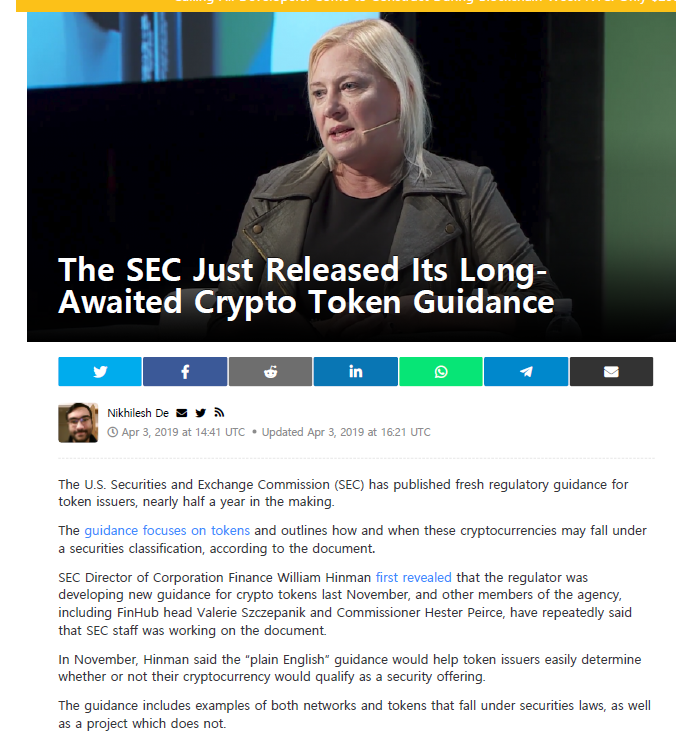 The SEC Just Released Its Long-
Awaited Crypto Token Guidance
Nikhilesh De
Apr 3, 2019 at 14:41 UTC • Updated Apr 3, 2019 at 16:21 UTC
The U.S. Securities and Exchange Commission (SEC) has published fresh regulatory guidance for
token issuers, nearly half a year in the making.
The guidance focuses on tokens and outlines how and when these cryptocurrencies may fall under
a securities classification, according to the document.
SEC Director of Corporation Finance William Hinman first revealed that the regulator was
developing new guidance for crypto tokens last November, and other members of the agency,
including FinHub head Valerie Szczepanik and Commissioner Hester Peirce, have repeatedly said
that SEC staff was working on the document.
In November, Hinman said the “plain English” guidance would help token issuers easily determine
whether or not their cryptocurrency would qualify as a security offering.
The guidance includes examples of both networks and tokens that fall under securities laws, as well
as a project which does not.